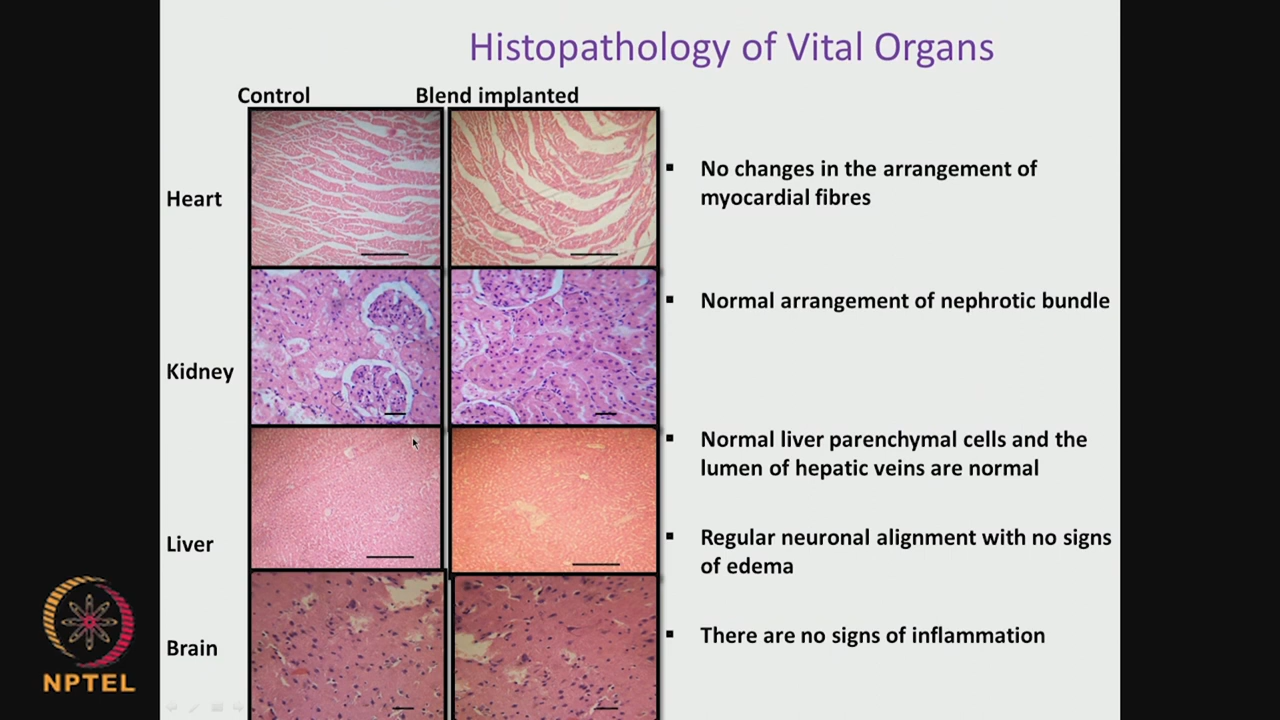 Histopathology of Vital Organs
Control
Blend implanted
Heart
▪ No changes in the arrangement of
myocardial fibres
Kidney
▪ Normal arrangement of nephrotic bundle
Liver
▪ Normal liver parenchymal cells and the
lumen of hepatic veins are normal
▪ Regular neuronal alignment with no signs
of edema
Brain
▪ There are no signs of inflammation
NPTEL